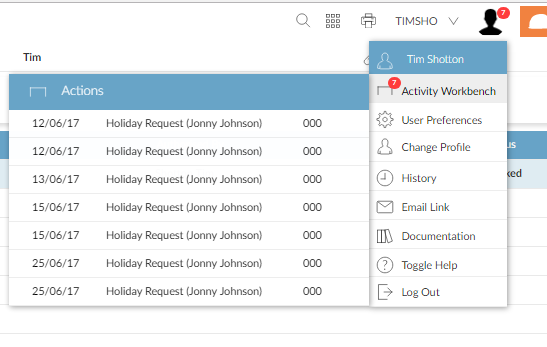 7
TIMSHO
Tim
Tim Shotton
Actions
7
Activity Workbench
12/06/17 Holiday Request (Jonny Johnson) 000
User Preferences
12/06/17 Holiday Request (Jonny Johnson) 000
Change Profile
us
13/06/17 Holiday Request (Jonny Johnson) 000
History
ked
15/06/17 Holiday Request (Jonny Johnson) 000
Email Link
15/06/17 Holiday Request (Jonny Johnson) 000
Documentation
25/06/17 Holiday Request (Jonny Johnson) 000
Toggle Help
25/06/17 Holiday Request (Jonny Johnson) 000
Log Out